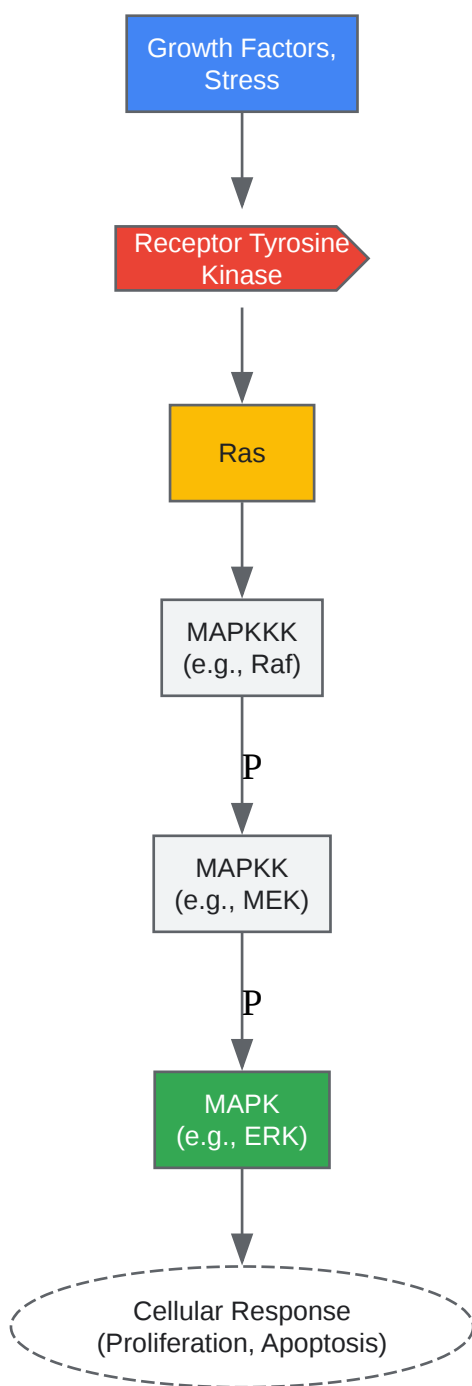 Growth Factors,
Stress
Receptor Tyrosine
Kinase
Ras
MAPKKK
(e.g., Raf)
P
MAPKK
(e.g., MEK)
P
MAPK
(e.g., ERK)
Cellular Response
(Proliferation, Apoptosis)